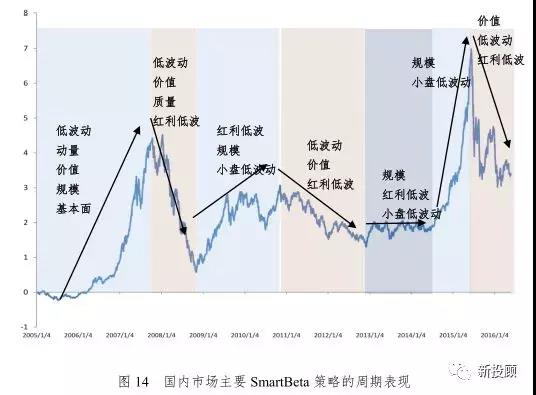 8
7
6
5
4
3
2
1
0
-1
低波动
动量
价值
规模
基本面
低波动
价值
质量
红利低波
红利低波
规模
小盘低波动
低波动
价值
红利低波
规模
红利低波
小盘低波动
规模
小盘低波动
价值
低波动
红利低波
2005/1/4 2006/1/4 2007/1/4 2008/1/4 2009/1/4 2010/1/4 2011/1/4 2012/1/4 2013/1/4 2014/1/4 2015/1/4 2016/1/4
新投顾
图 14 国内市场主要 SmartBeta 策略的周期表现